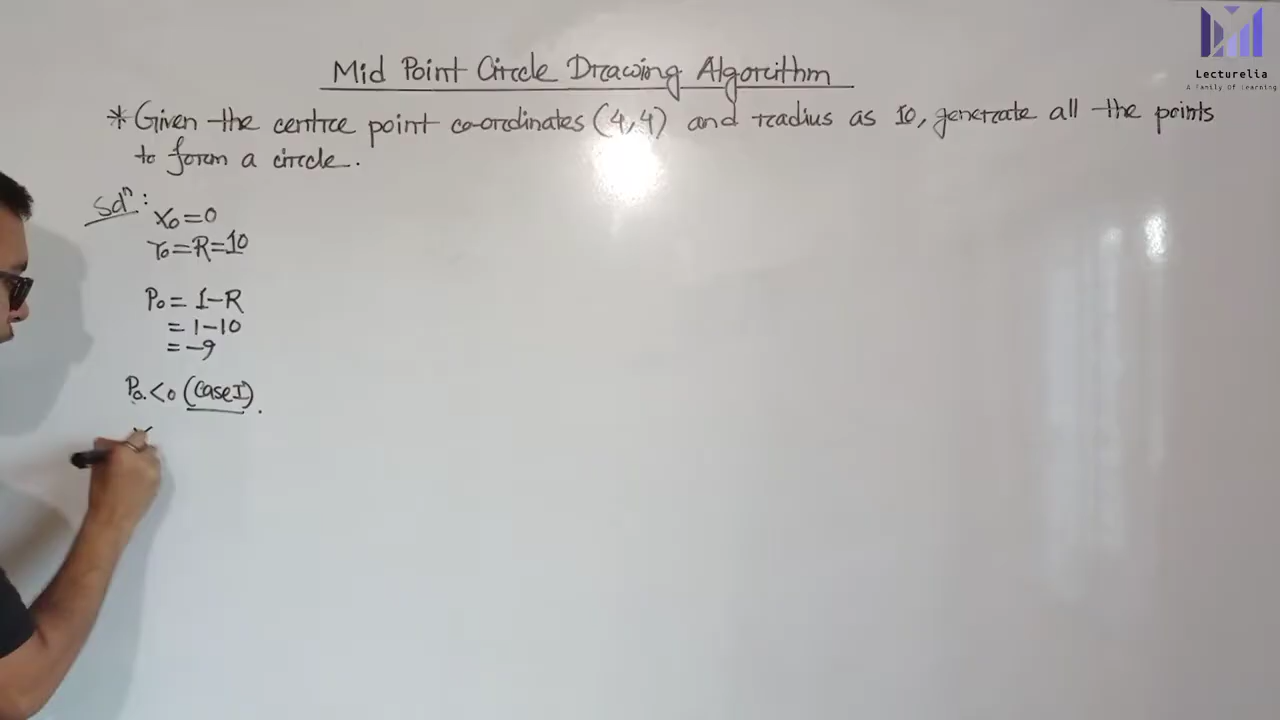 Mid Point Circle Drawing Algorithm
* Given the centre point co-ordinates (4,4) and radius as 10, generate all the points
to form a circle.
Solⁿ:
X₀=0
Y₀=R=10
P₀= 1-R
= 1-10
= -9
P₀<0 (Case I).
Lecturelia
A Family Of Learning